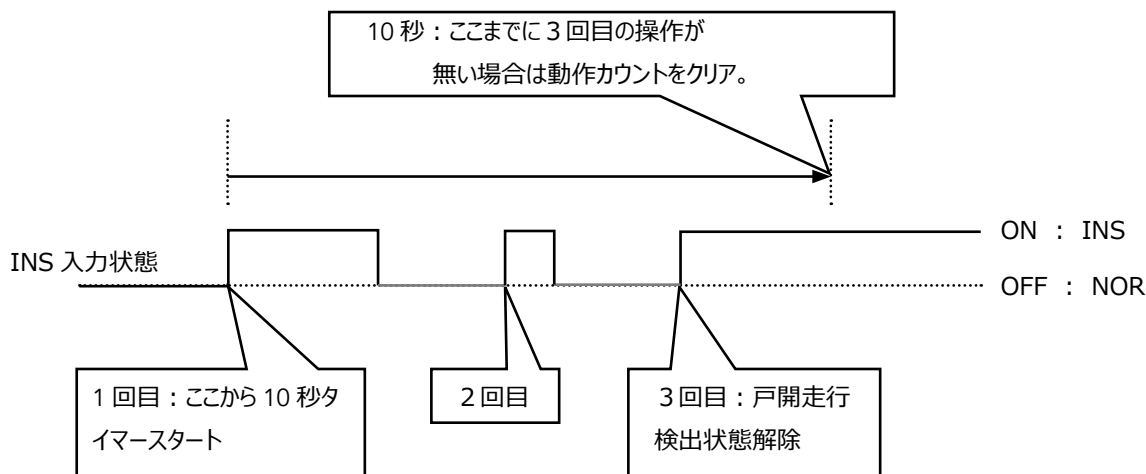 10 秒：ここまでに３回目の操作が
無い場合は動作カウントをクリア。
ON ： INS
INS 入力状態
OFF ： NOR
1 回目：ここから 10 秒タ
イマースタート
２回目
３回目：戸開走行
検出状態解除